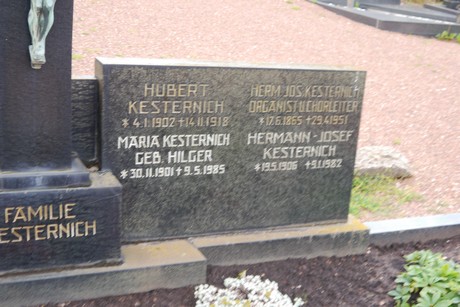 HUBERT
KESTERNICH
*4.1.1902 +14.11.1918
MARIA KESTERNICH
GEB. HILGER
*30.11.1901 +9.5.1985
HERM. JOS. KESTERNICH
ORGANIST U. CHORLEITER
*17.6.1865 +29.4.1951
HERMANN-JOSEF
KESTERNICH
*19.5.1906 +9.1.1982
FAMILIE
KESTERNICH